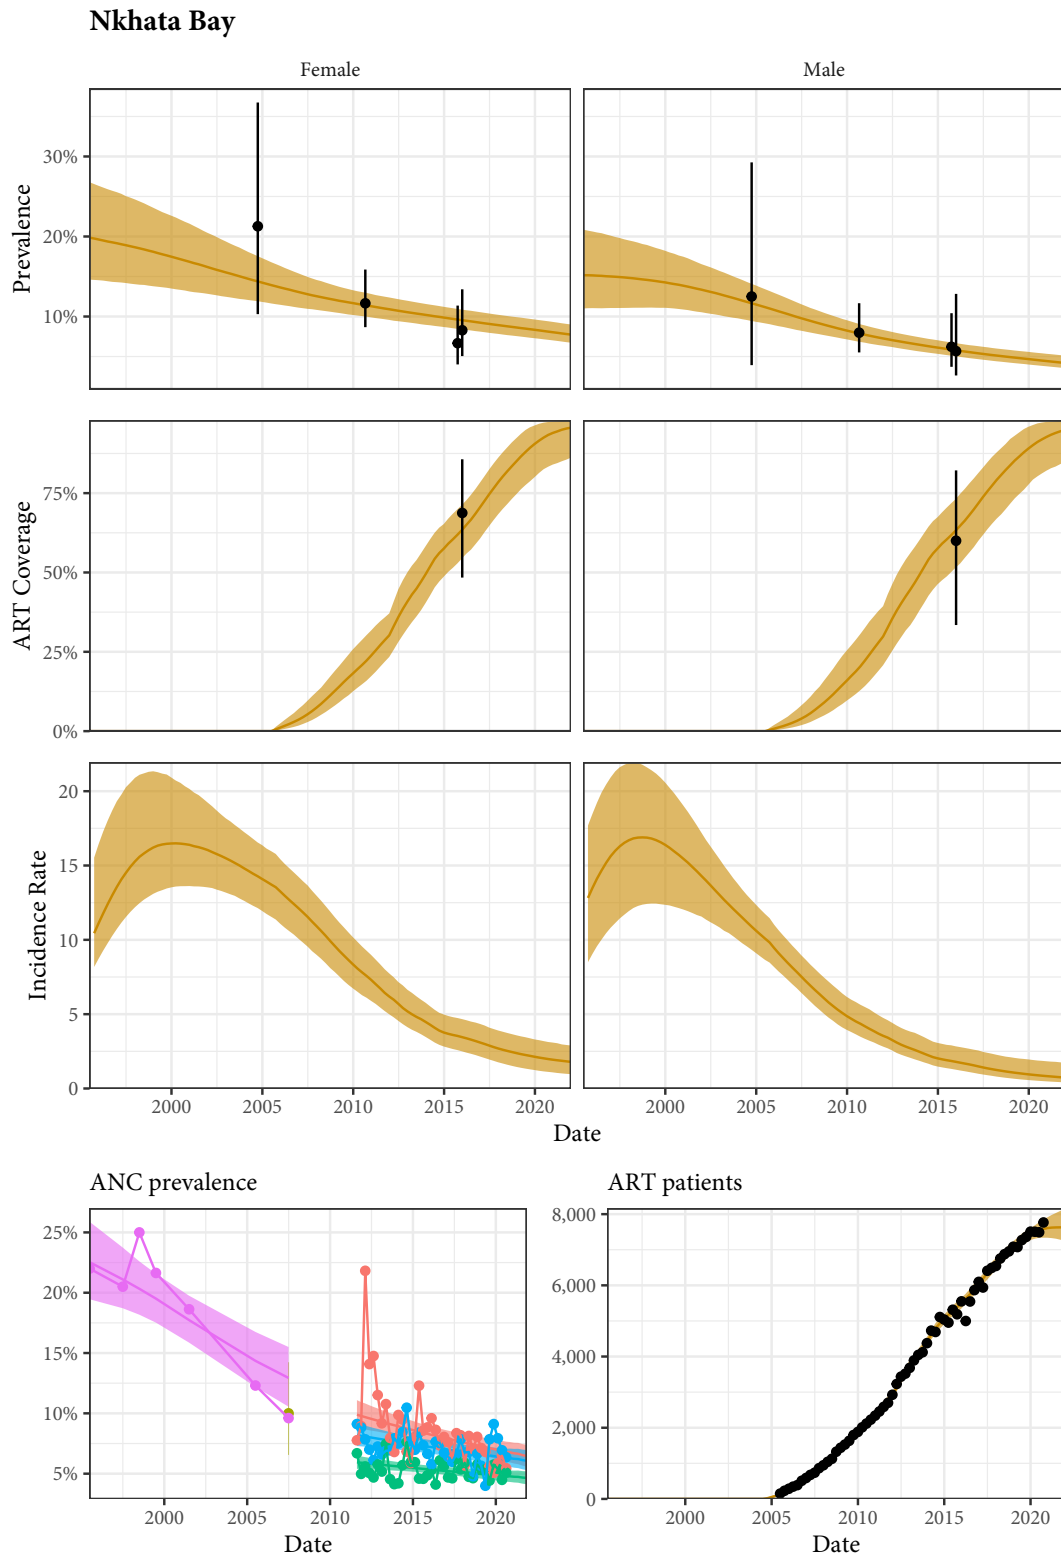 Nkhata Bay
Female Male
Prevalence
30%
20%
10%
ART Coverage
75%
50%
25%
0%
Incidence Rate
20
15
10
5
0
2000 2005 2010 2015 2020 2000 2005 2010 2015 2020
Date
ANC prevalence ART patients
25%
20%
15%
10%
5%
8,000
6,000
4,000
2,000
0
2000 2005 2010 2015 2020 2000 2005 2010 2015 2020
Date Date